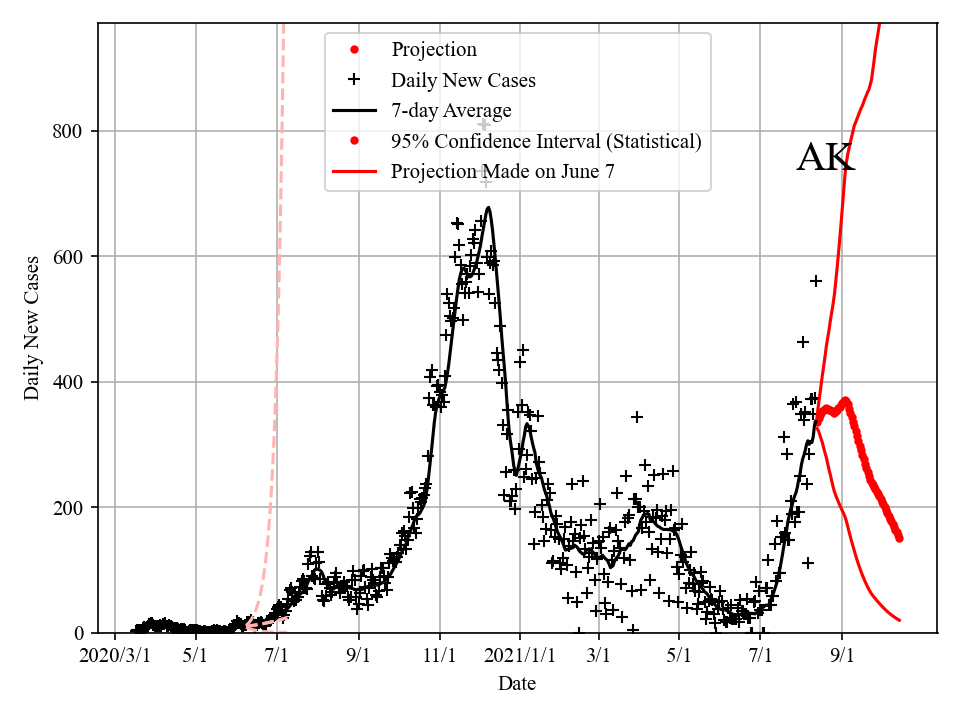 Projection
Daily New Cases
7-day Average
95% Confidence Interval (Statistical)
Projection Made on June 7
AK
800
600
400
200
0
Daily New Cases
2020/3/1 5/1 7/1 9/1 11/1 2021/1/1 3/1 5/1 7/1 9/1
Date